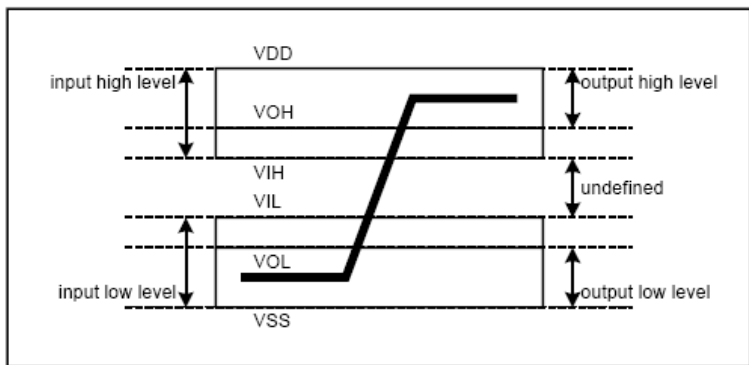 VDD
input high level
output high level
VOH
VIH
undefined
VIL
VOL
input low level
output low level
VSS